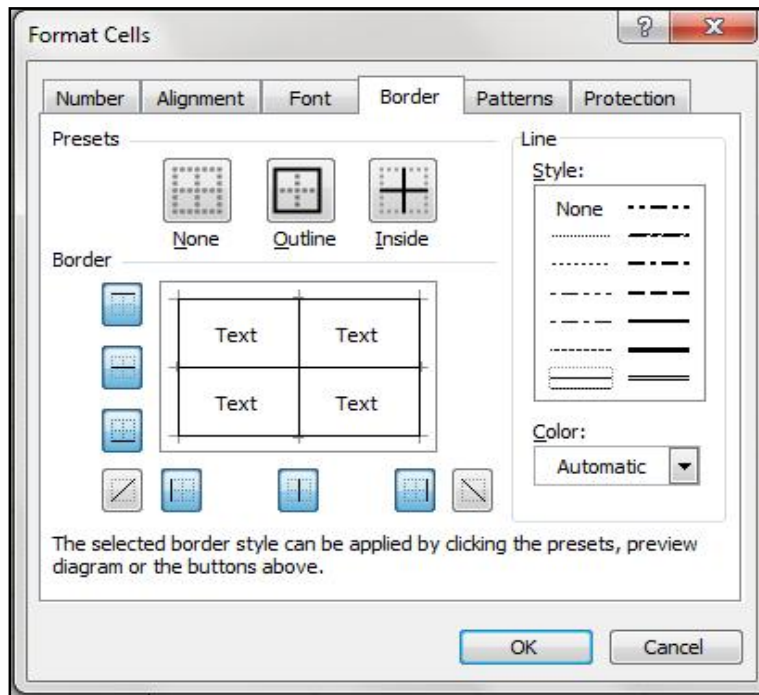 Format Cells
Number Alignment Font Border Patterns Protection
Presets
None Outline Inside
Border
Text Text
Text Text
Line
Style:
None
Color:
Automatic
The selected border style can be applied by clicking the presets, preview
diagram or the buttons above.
OK Cancel